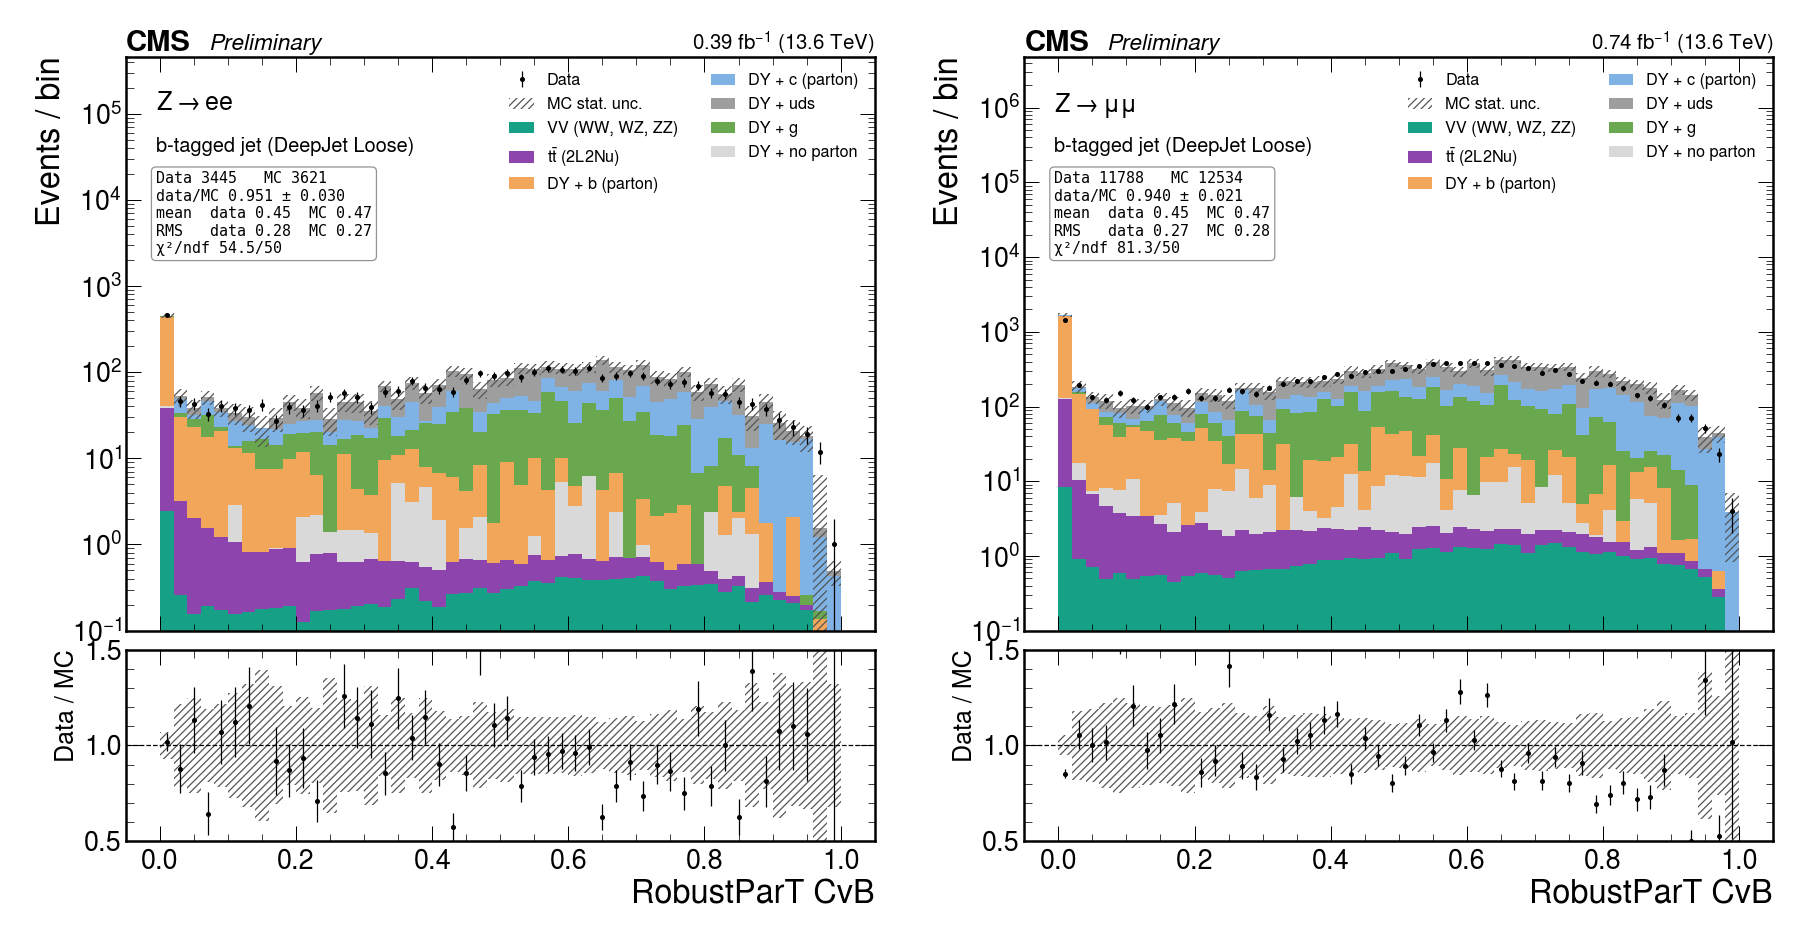 CMS Preliminary
0.39 fb⁻¹ (13.6 TeV)
Events / bin
Z → ee
b-tagged jet (DeepJet Loose)
Data 3445 MC 3621
data/MC 0.951 ± 0.030
mean data 0.45 MC 0.47
RMS data 0.28 MC 0.27
χ²/ndf 54.5/50
Data
MC stat. unc.
VV (WW, WZ, ZZ)
tt̄ (2L2Nu)
DY + b (parton)
DY + c (parton)
DY + uds
DY + g
DY + no parton
10⁵
10⁴
10³
10²
10¹
10⁰
10⁻¹
Data / MC
1.5
1.0
0.5
0.0 0.2 0.4 0.6 0.8 1.0
RobustParT CvB
CMS Preliminary
0.74 fb⁻¹ (13.6 TeV)
Events / bin
Z → μμ
b-tagged jet (DeepJet Loose)
Data 11788 MC 12534
data/MC 0.940 ± 0.021
mean data 0.45 MC 0.47
RMS data 0.27 MC 0.28
χ²/ndf 81.3/50
Data
MC stat. unc.
VV (WW, WZ, ZZ)
tt̄ (2L2Nu)
DY + b (parton)
DY + c (parton)
DY + uds
DY + g
DY + no parton
10⁶
10⁵
10⁴
10³
10²
10¹
10⁰
10⁻¹
Data / MC
1.5
1.0
0.5
0.0 0.2 0.4 0.6 0.8 1.0
RobustParT CvB